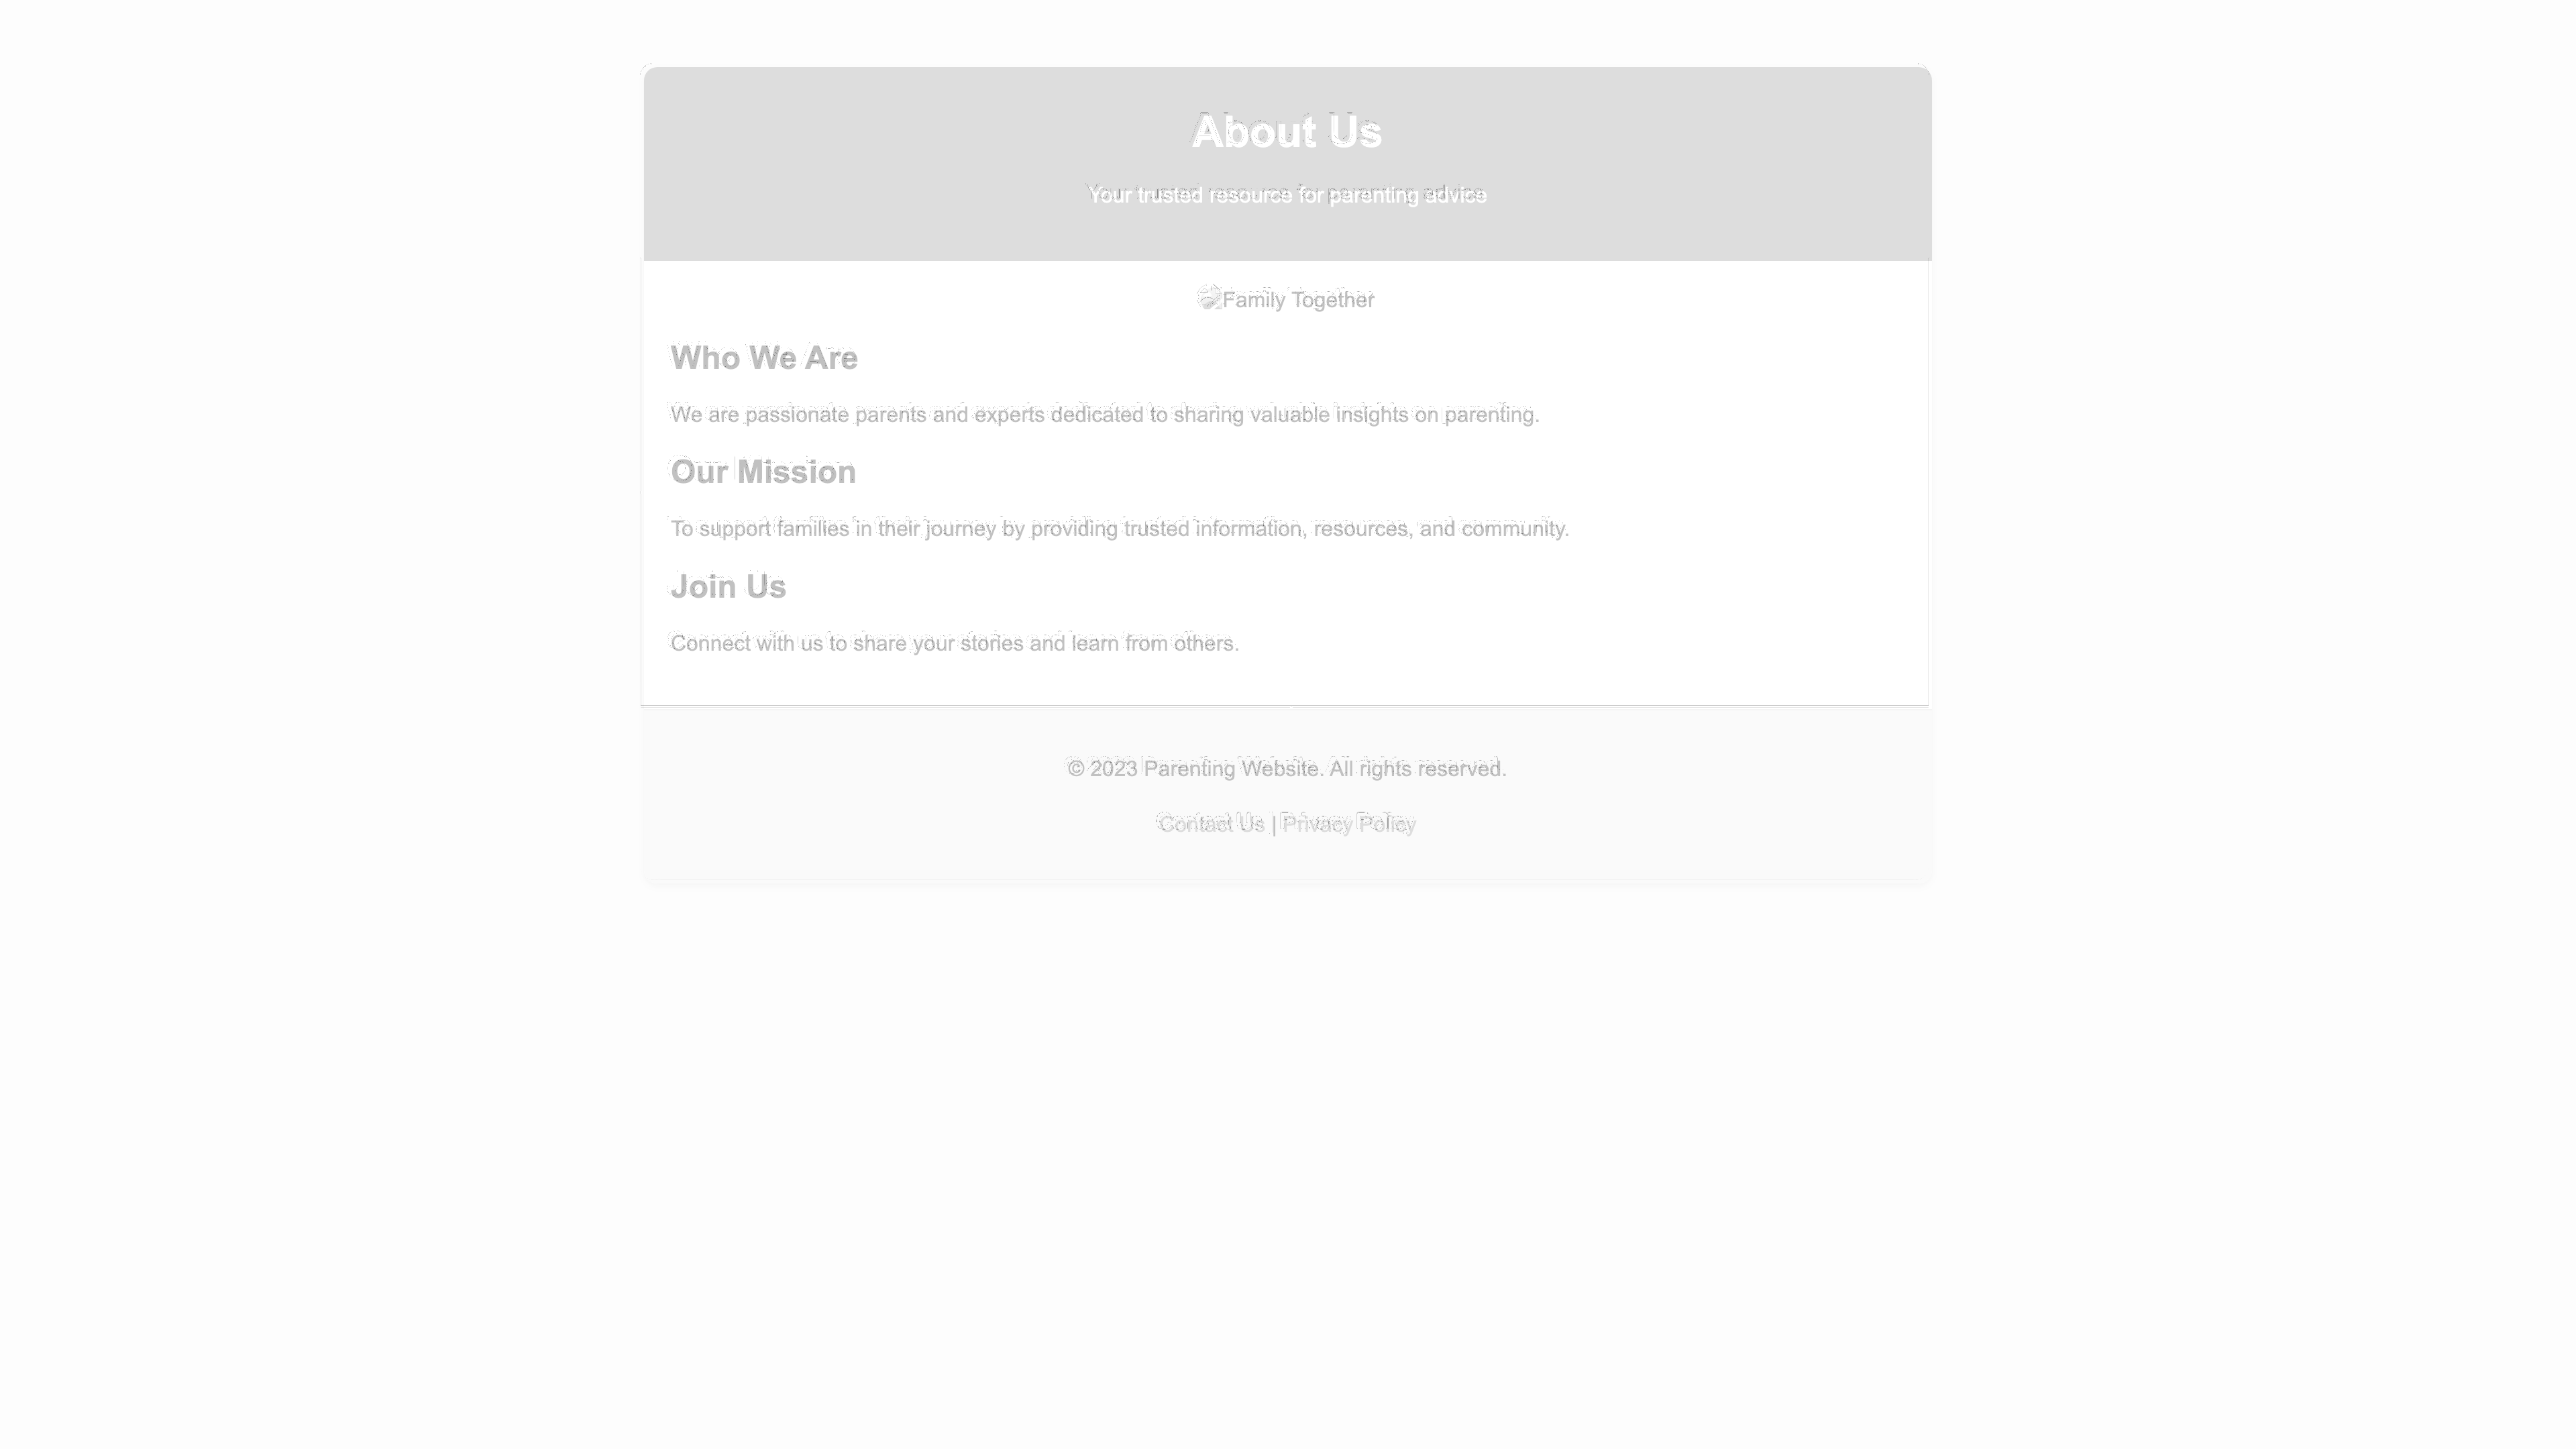 About Us
Your trusted resource for parenting advice
Family Together
Who We Are
We are passionate parents and experts dedicated to sharing valuable insights on parenting.
Our Mission
To support families in their journey by providing trusted information, resources, and community.
Join Us
Connect with us to share your stories and learn from others.
© 2023 Parenting Website. All rights reserved.
Contact Us | Privacy Policy